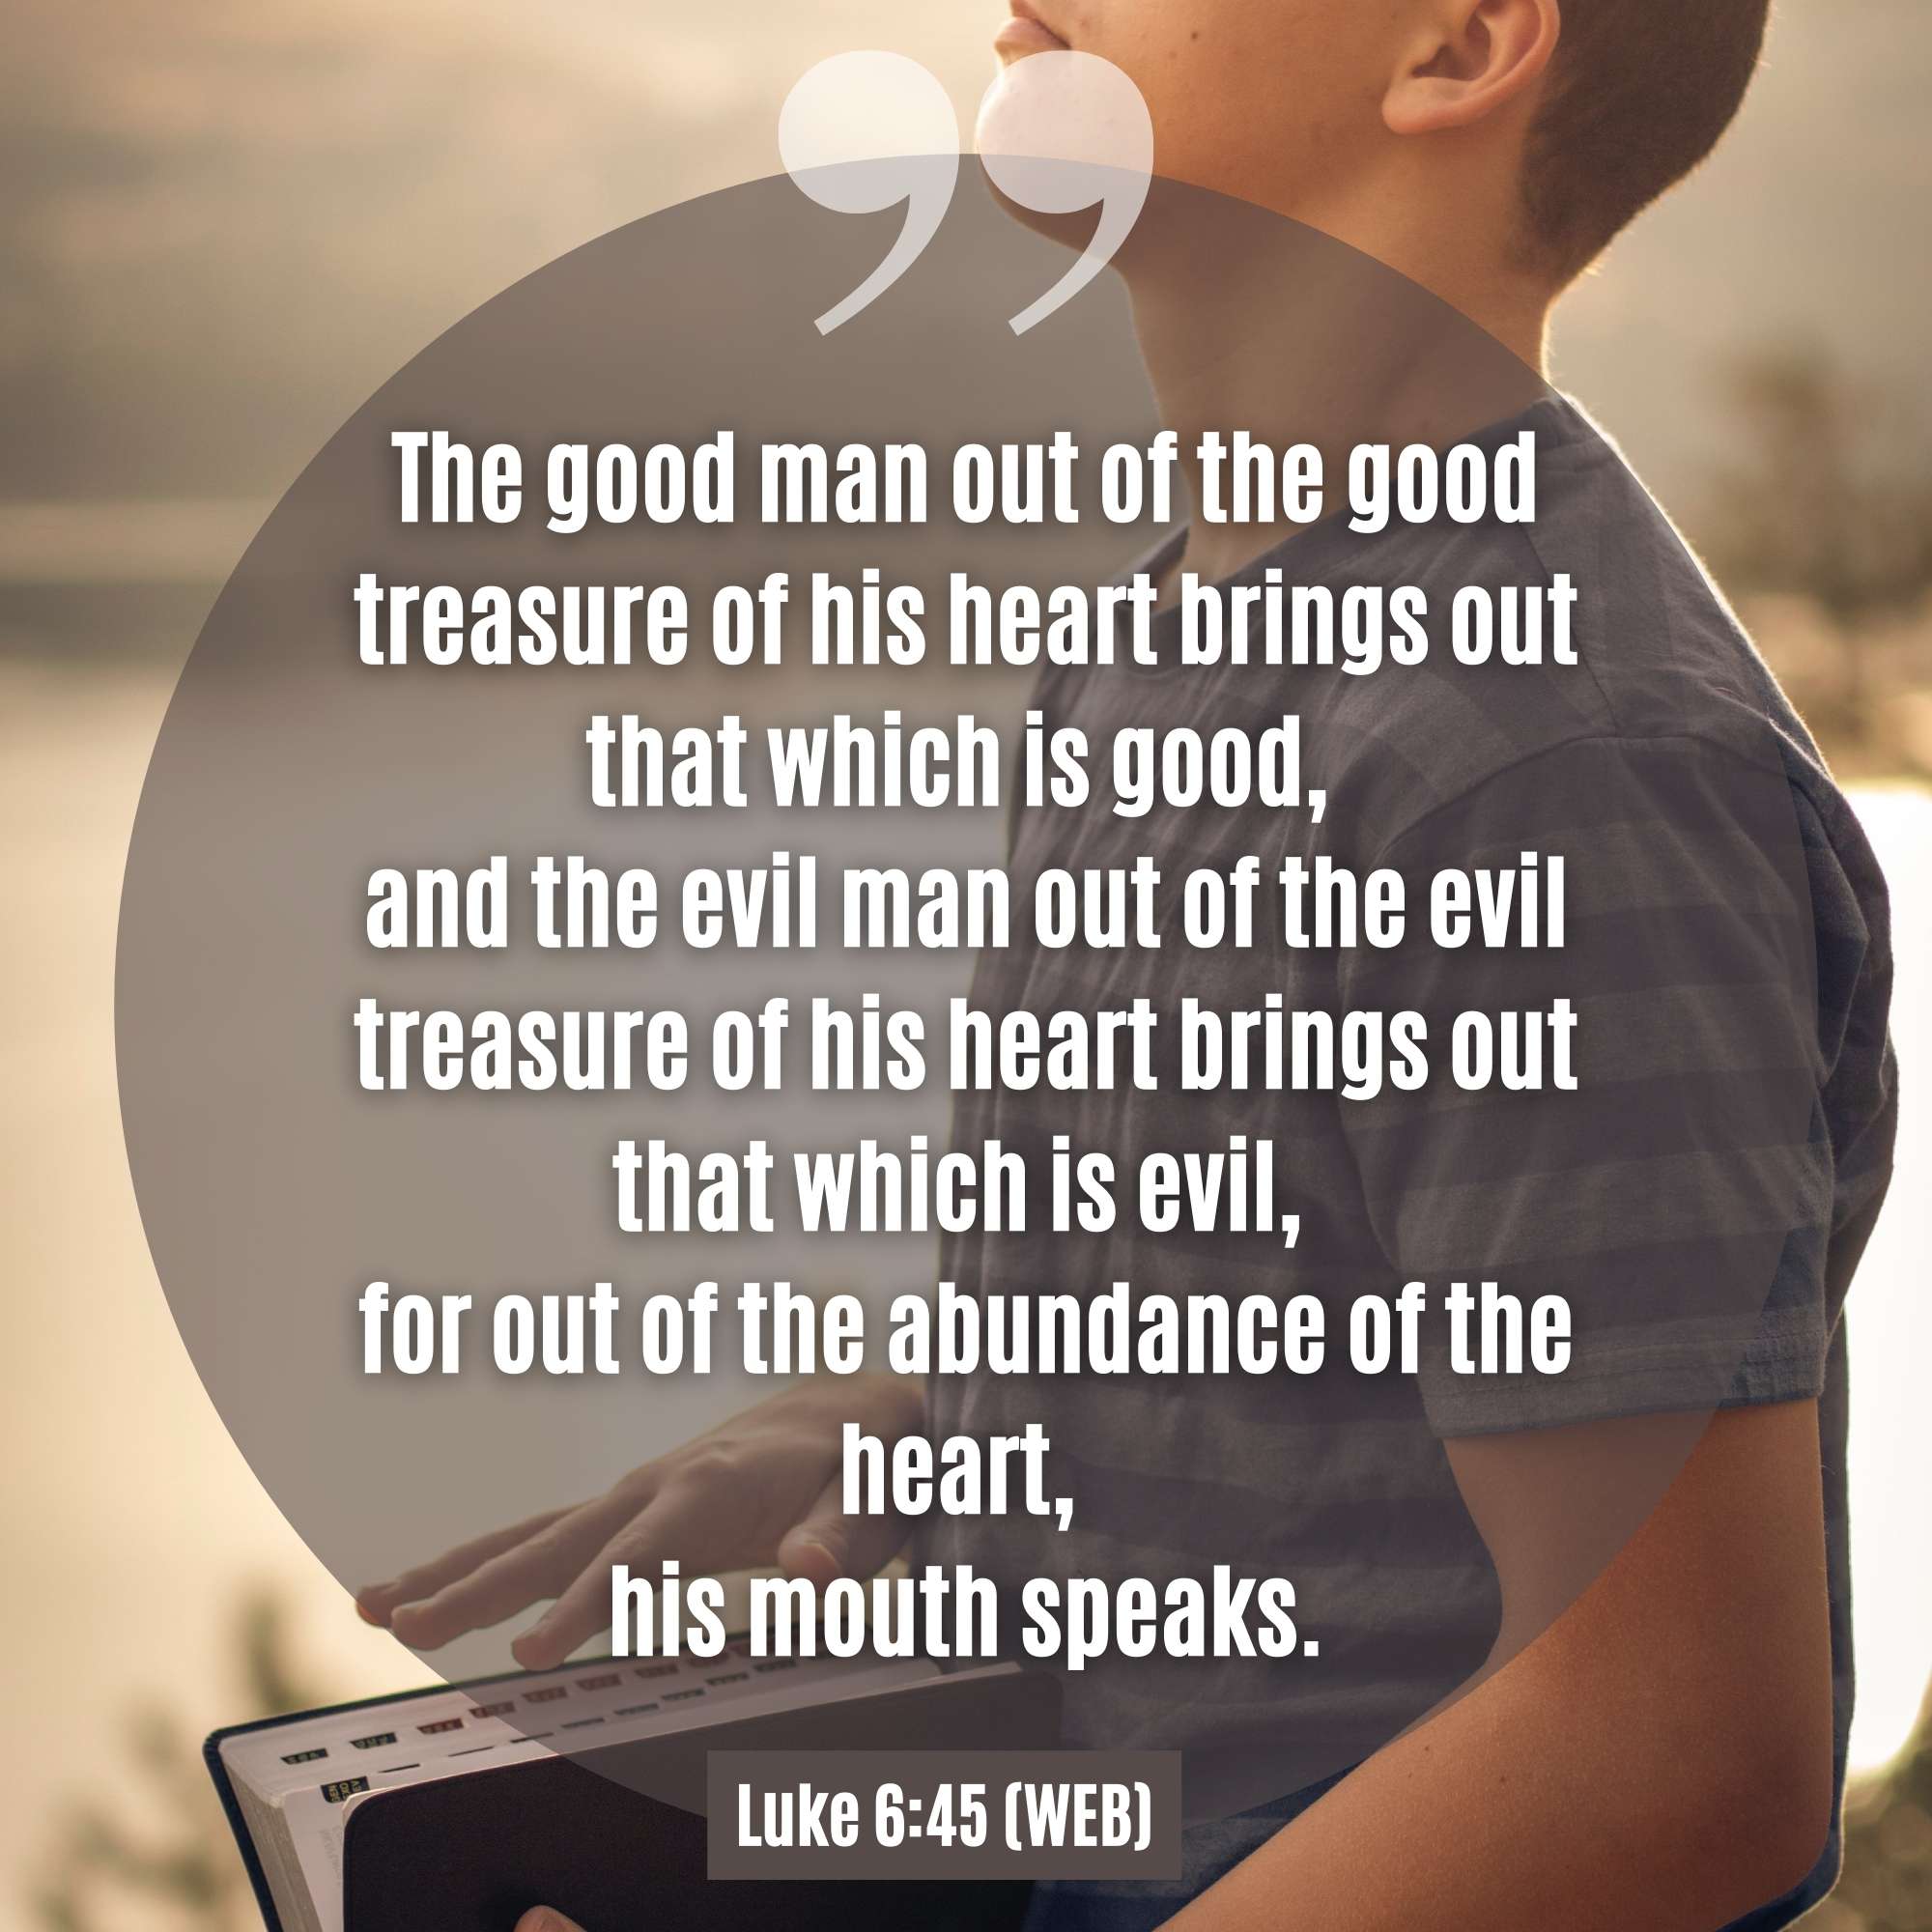 The good man out of the good
treasure of his heart brings out
that which is good,
and the evil man out of the evil
treasure of his heart brings out
that which is evil,
for out of the abundance of the
heart,
his mouth speaks.
Luke 6:45 (WEB)